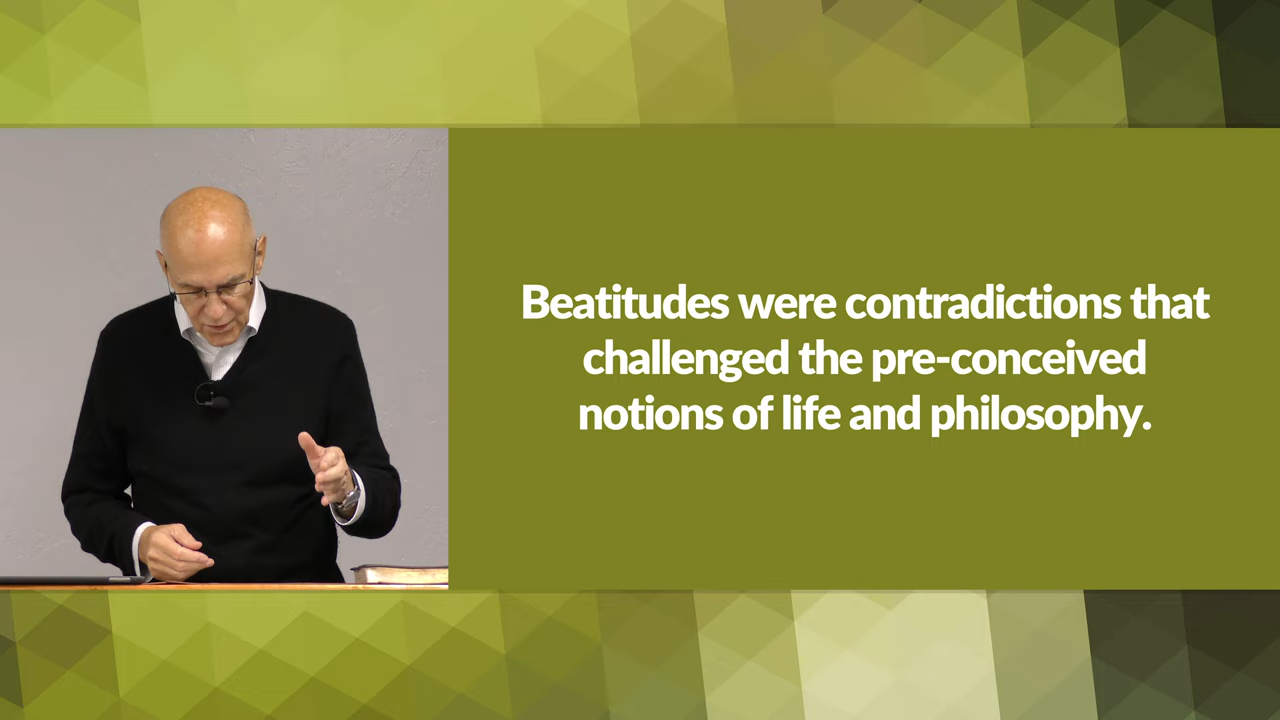 Beatitudes were contradictions that
challenged the pre-conceived
notions of life and philosophy.